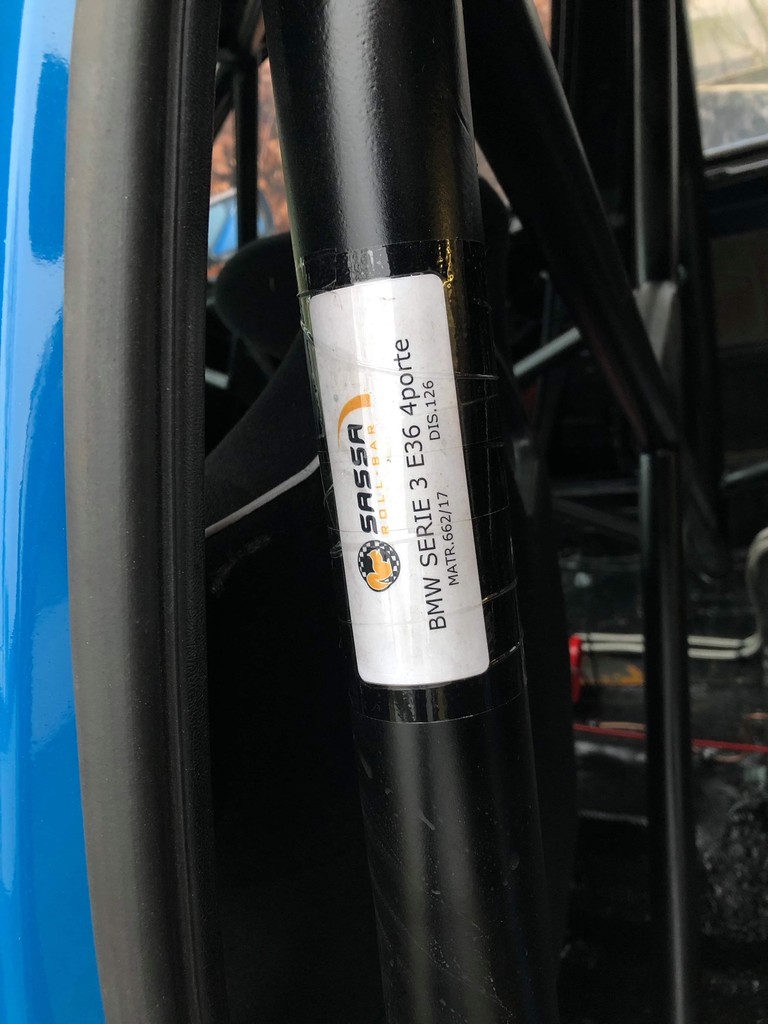 SASSA
ROLL-BAR
BMW SERIE 3 E36 4porte
MATR.662/17 DIS.126